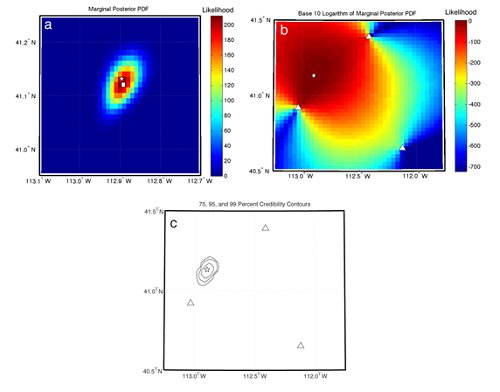 Marginal Posterior PDF
Likelihood
a
41.2°N
41.1°N
41.0°N
113.1°W
113.0°W
112.9°W
112.8°W
112.7°W
200
180
160
140
120
100
80
60
40
20
0
Base 10 Logarithm of Marginal Posterior PDF
Likelihood
b
41.5°N
41.0°N
40.5°N
113.0°W
112.5°W
112.0°W
0
-100
-200
-300
-400
-500
-600
-700
75, 95, and 99 Percent Credibility Contours
c
41.5°N
41.0°N
40.5°N
113.0°W
112.5°W
112.0°W